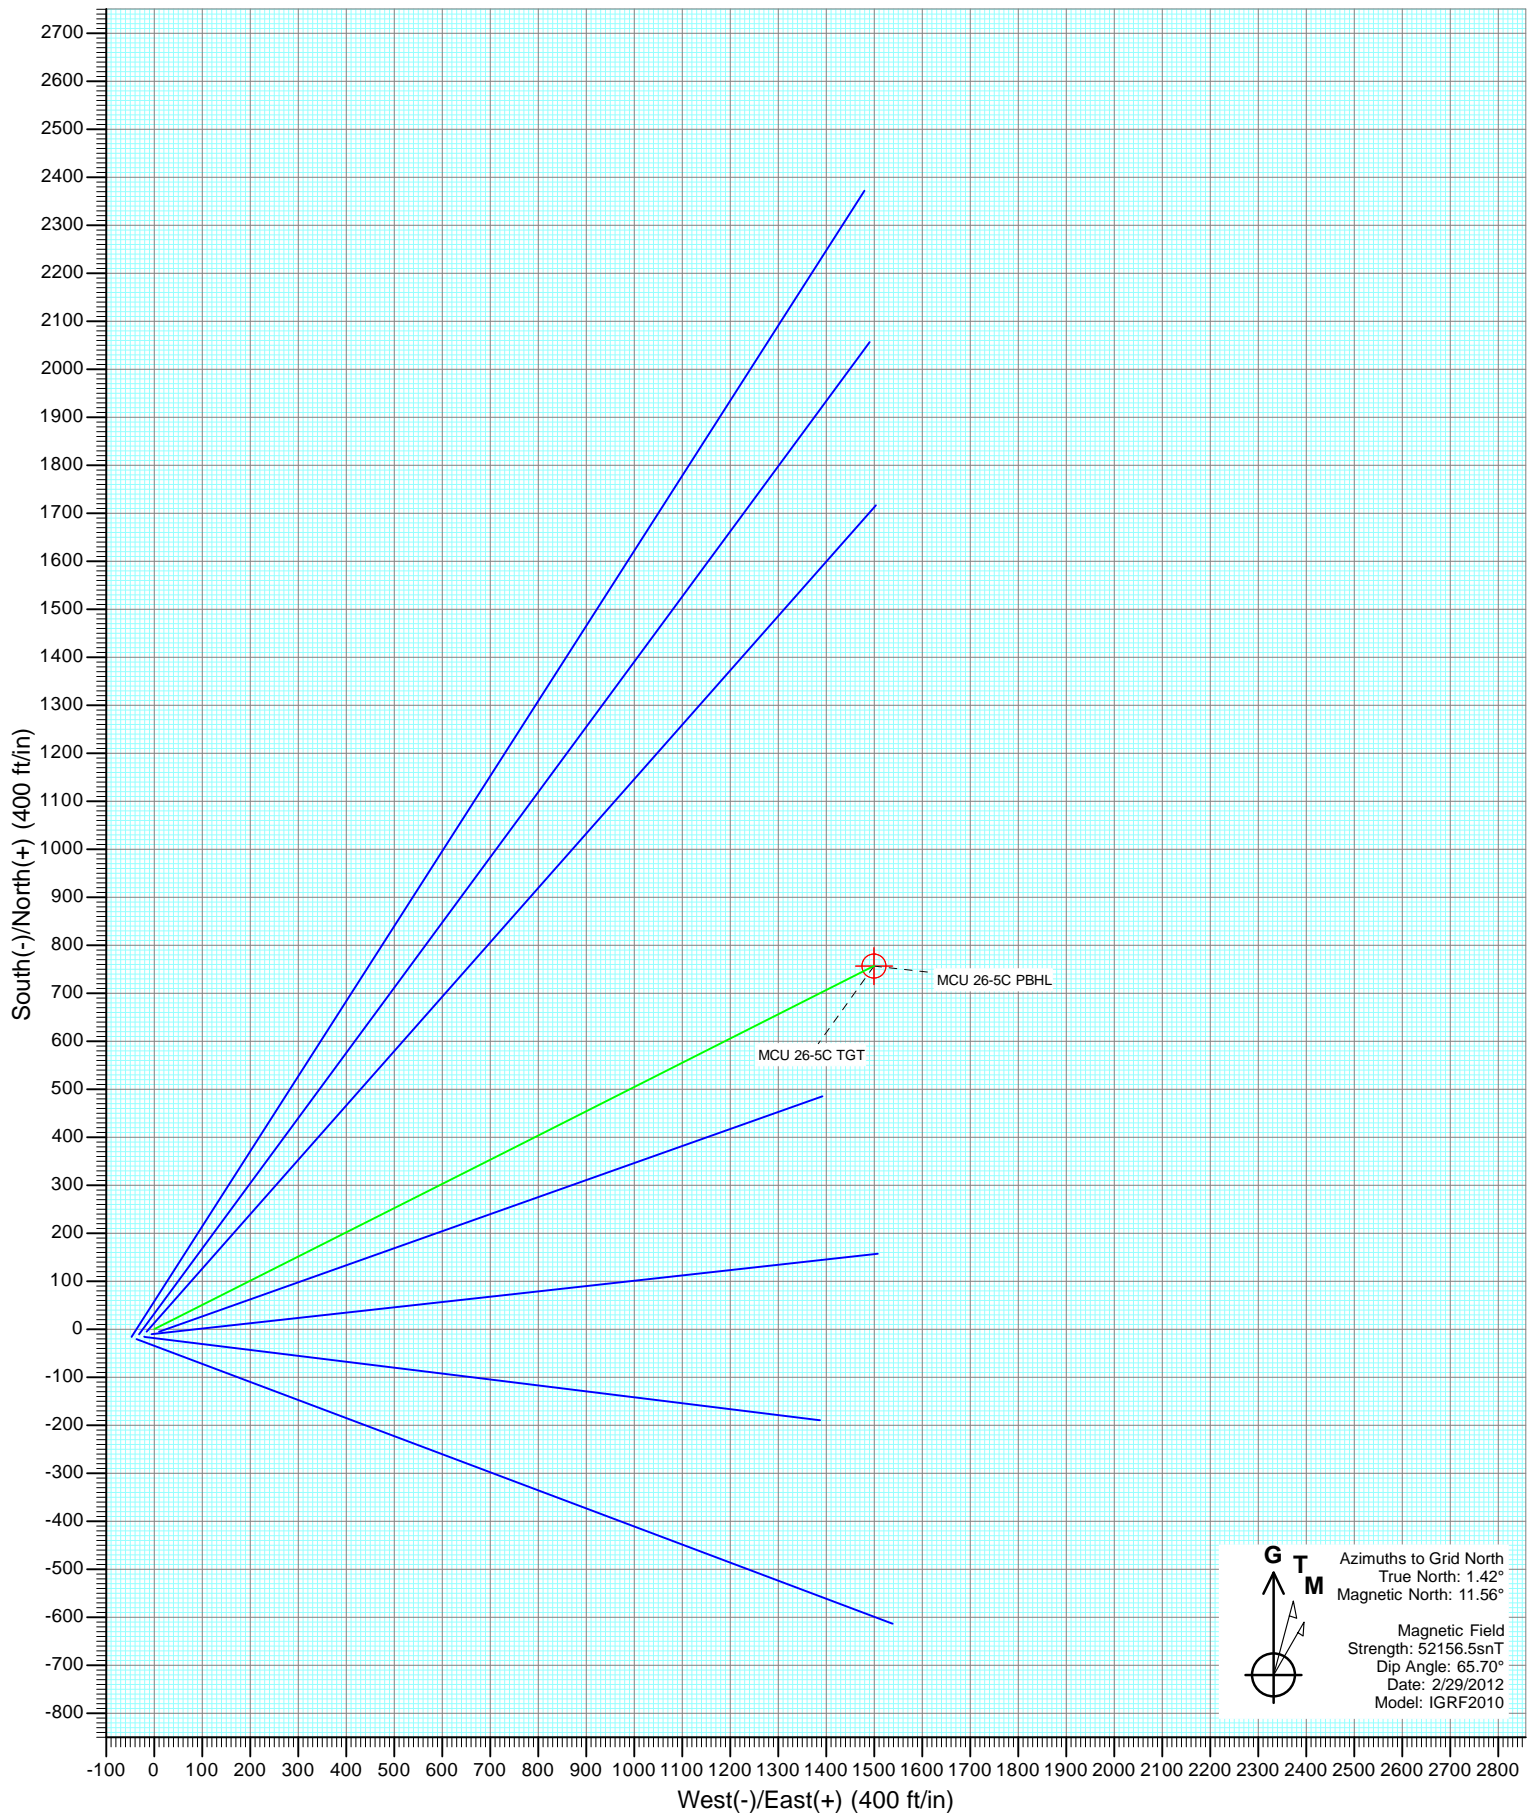 2700
2600
2500
2400
2300
2200
2100
2000
1900
1800
1700
1600
1500
1400
1300
1200
1100
1000
900
800
700
600
500
400
300
200
100
0
-100
-200
-300
-400
-500
-600
-700
-800
South(-)/North(+) (400 ft/in)
MCU 26-5C PBHL
MCU 26-5C TGT
G
T
M
Azimuths to Grid North
True North: 1.42°
Magnetic North: 11.56°
Magnetic Field
Strength: 52156.5snT
Dip Angle: 65.70°
Date: 2/29/2012
Model: IGRF2010
-100 0 100 200 300 400 500 600 700 800 900 1000 1100 1200 1300 1400 1500 1600 1700 1800 1900 2000 2100 2200 2300 2400 2500 2600 2700 2800
West(-)/East(+) (400 ft/in)